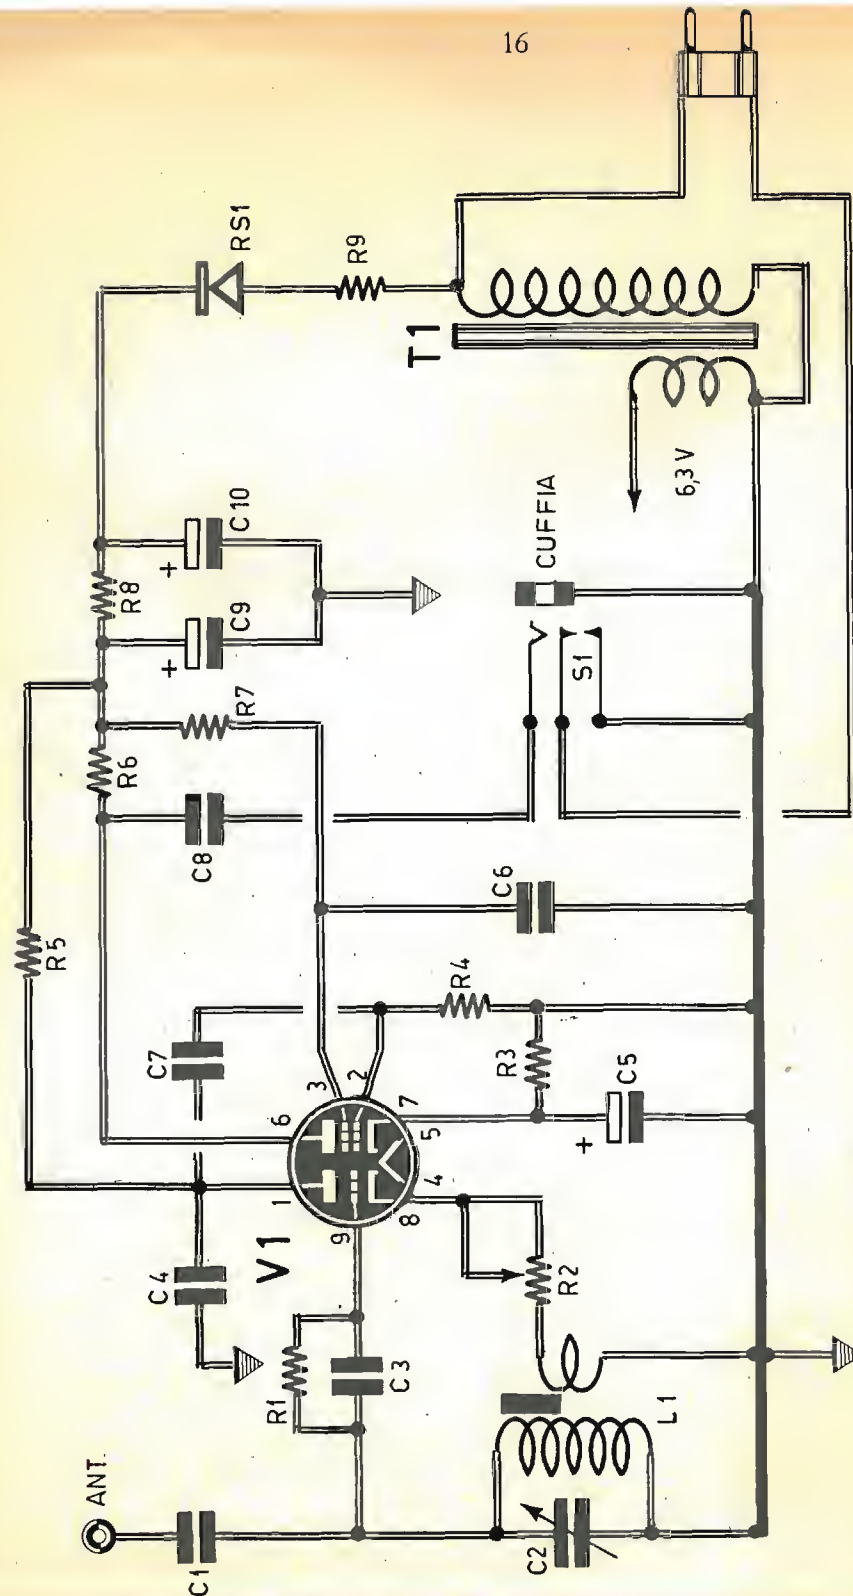 16
ANT.
C1
C2
L1
R1
C3
C4
V1
9
1
6
3
2
7
5
4
8
R2
C7
R5
R3
C5
+
R4
C6
C8
R6
R7
+
C9
R8
+
C10
RS1
R9
T1
6,3 V
CUFFIA
S1